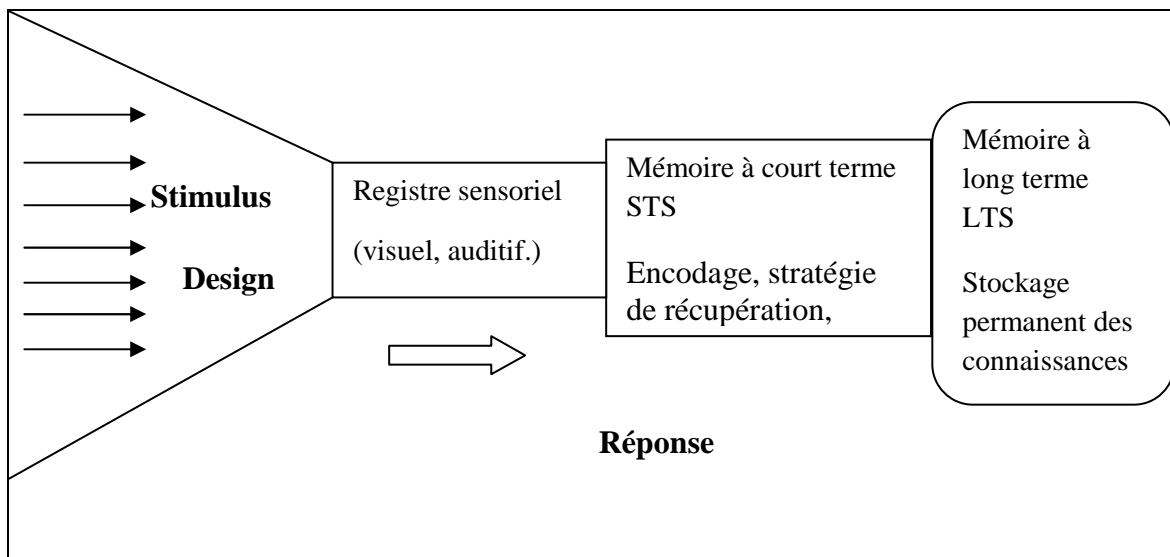 Stimulus
Design
Registre sensoriel
(visuel, auditif.)
Mémoire à court terme
STS
Encodage, stratégie
de récupération,
Mémoire à
long terme
LTS
Stockage
permanent des
connaissances
Réponse